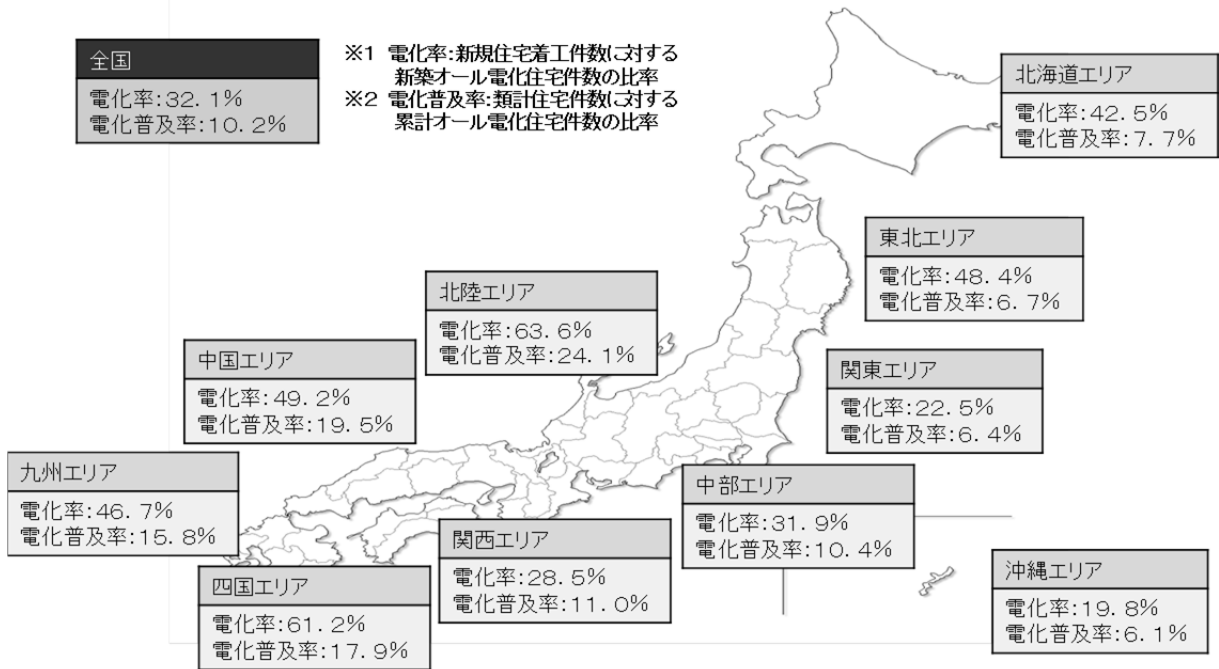 全国
電化率:32.1%
電化普及率:10.2%
※1 電化率:新規住宅着工件数に対する
新築オール電化住宅件数の比率
※2 電化普及率:類計住宅件数に対する
累計オール電化住宅件数の比率
北海道エリア
電化率:42.5%
電化普及率:7.7%
東北エリア
電化率:48.4%
電化普及率:6.7%
北陸エリア
電化率:63.6%
電化普及率:24.1%
中国エリア
電化率:49.2%
電化普及率:19.5%
関東エリア
電化率:22.5%
電化普及率:6.4%
九州エリア
電化率:46.7%
電化普及率:15.8%
中部エリア
電化率:31.9%
電化普及率:10.4%
関西エリア
電化率:28.5%
電化普及率:11.0%
四国エリア
電化率:61.2%
電化普及率:17.9%
沖縄エリア
電化率:19.8%
電化普及率:6.1%